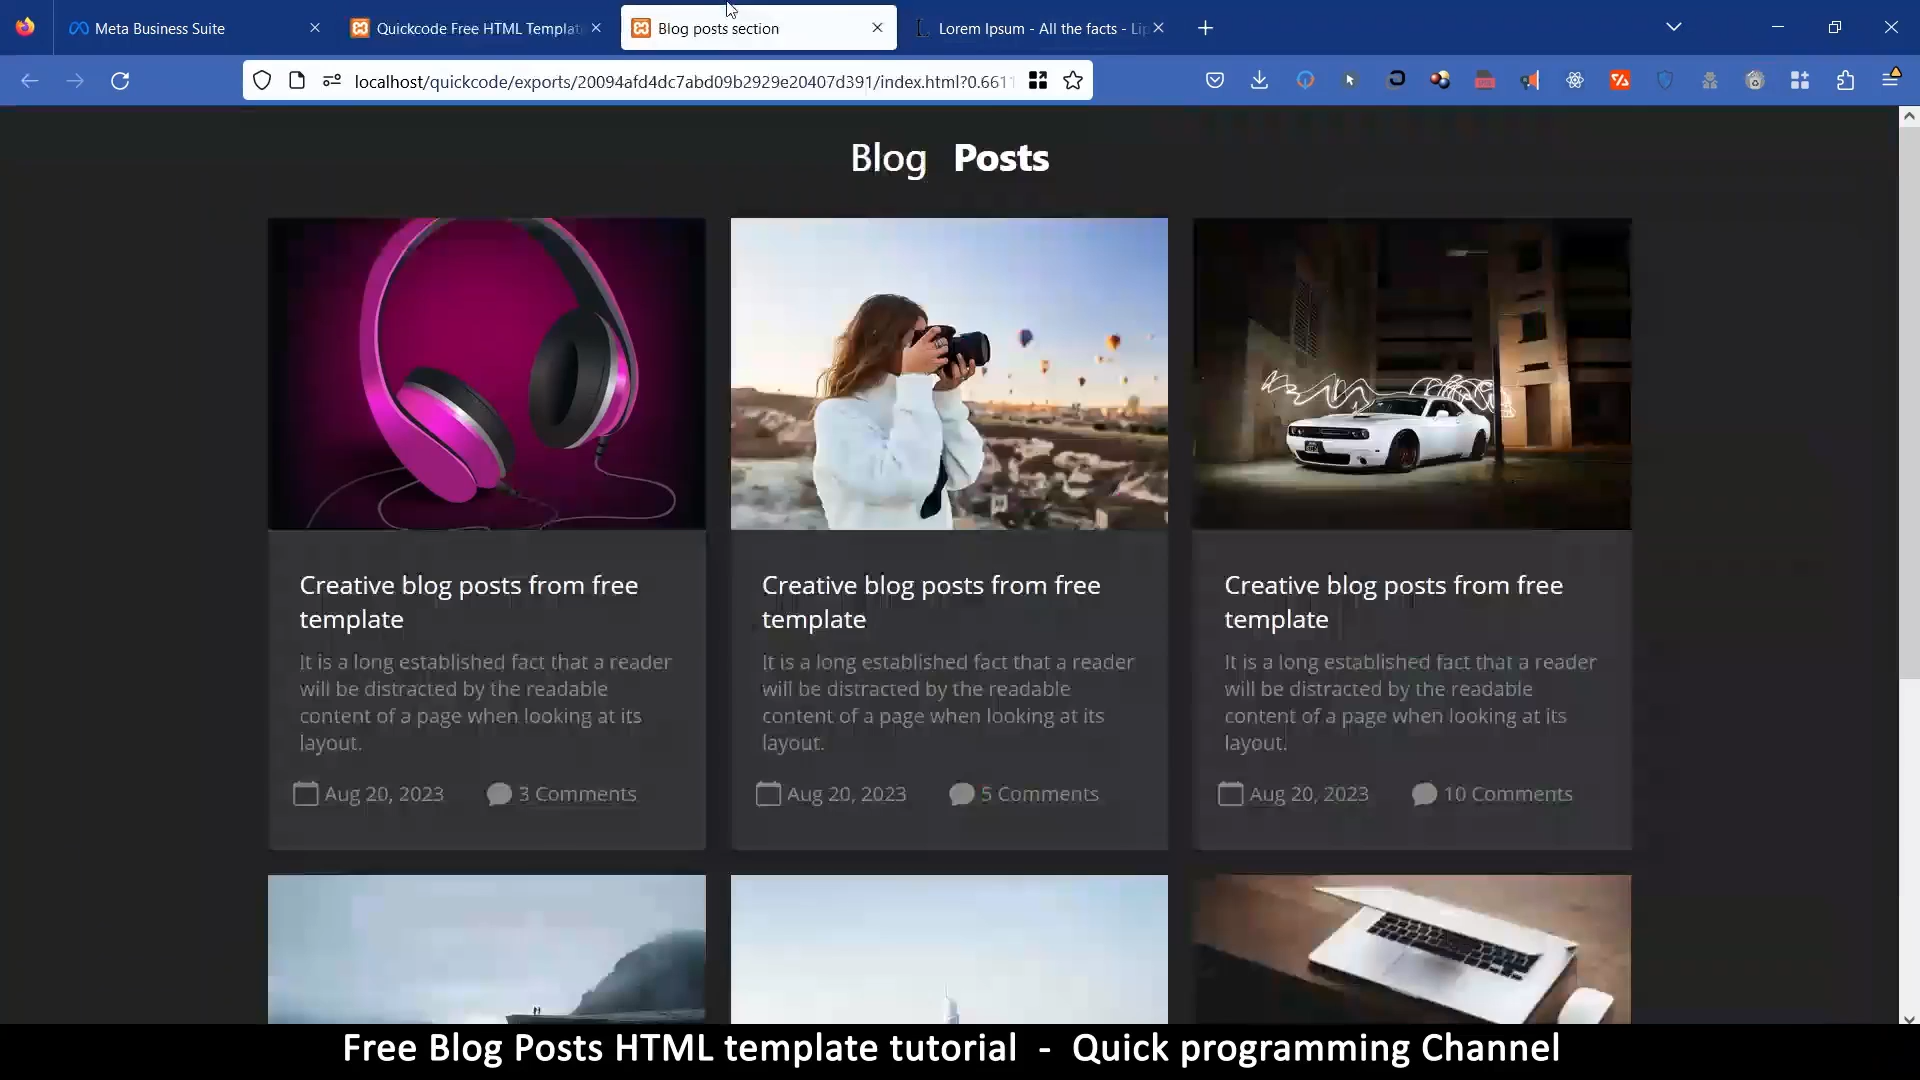 Meta Business Suite
Quickcode Free HTML Templat
Blog posts section
Lorem Ipsum - All the facts - Lip
localhost/quickcode/exports/20094afd4dc7abd09b2929e20407d391/index.html?0.6611
Blog Posts
Creative blog posts from free
template
It is a long established fact that a reader
will be distracted by the readable
content of a page when looking at its
layout.
Aug 20, 2023
3 Comments
Creative blog posts from free
template
It is a long established fact that a reader
will be distracted by the readable
content of a page when looking at its
layout.
Aug 20, 2023
5 Comments
Creative blog posts from free
template
It is a long established fact that a reader
will be distracted by the readable
content of a page when looking at its
layout.
Aug 20, 2023
10 Comments
Free Blog Posts HTML template tutorial - Quick programming Channel